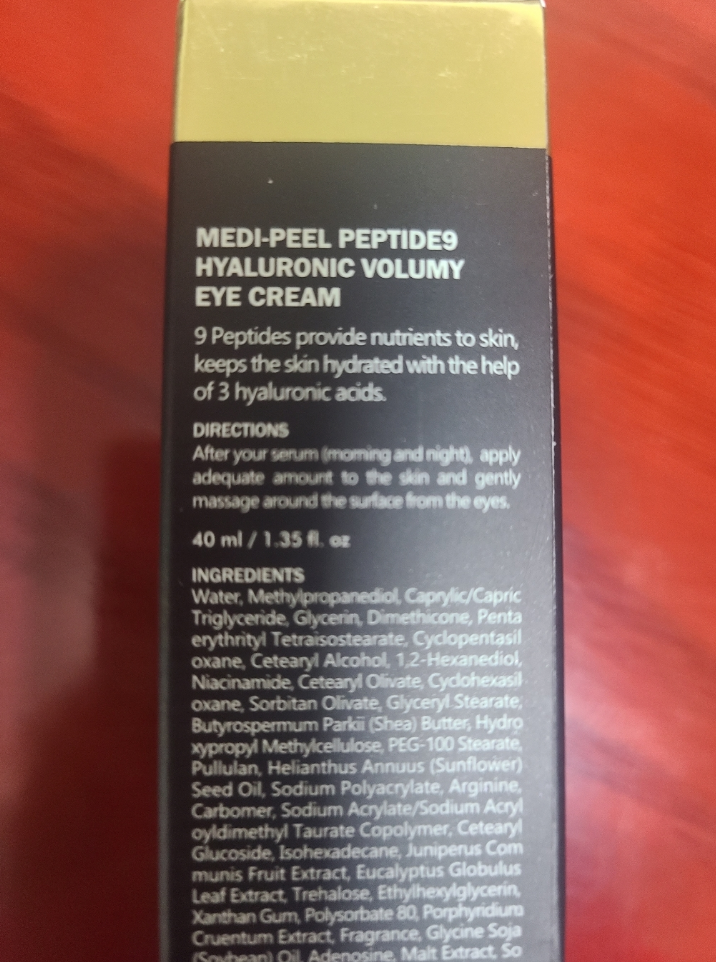 MEDI-PEEL PEPTIDE9
HYALURONIC VOLUMY
EYE CREAM
9 Peptides provide nutrients to skin,
keeps the skin hydrated with the help
of 3 hyaluronic acids.
DIRECTIONS
After your serum (morning and night), apply
adequate amount to the skin and gently
massage around the surface from the eyes.
40 ml / 1.35 fl. oz
INGREDIENTS
Water, Methylpropanediol, Caprylic/Capric
Triglyceride, Glycerin, Dimethicone, Penta
erythrityl Tetraisostearate, Cyclopentasil
oxane, Cetearyl Alcohol, 1,2-Hexanediol,
Niacinamide, Cetearyl Olivate, Cyclohexasil
oxane, Sorbitan Olivate, Glyceryl Stearate,
Butyrospermum Parkii (Shea) Butter, Hydro
xypropyl Methylcellulose, PEG-100 Stearate,
Pullulan, Helianthus Annuus (Sunflower)
Seed Oil, Sodium Polyacrylate, Arginine,
Carbomer, Sodium Acrylate/Sodium Acryl
oyldimethyl Taurate Copolymer, Cetearyl
Glucoside, Isohexadecane, Juniperus Com
munis Fruit Extract, Eucalyptus Globulus
Leaf Extract, Trehalose, Ethylhexylglycerin,
Xanthan Gum, Polysorbate 80, Porphyridium
Cruentum Extract, Fragrance, Glycine Soja
(Soybean) Oil, Adenosine, Malt Extract, So